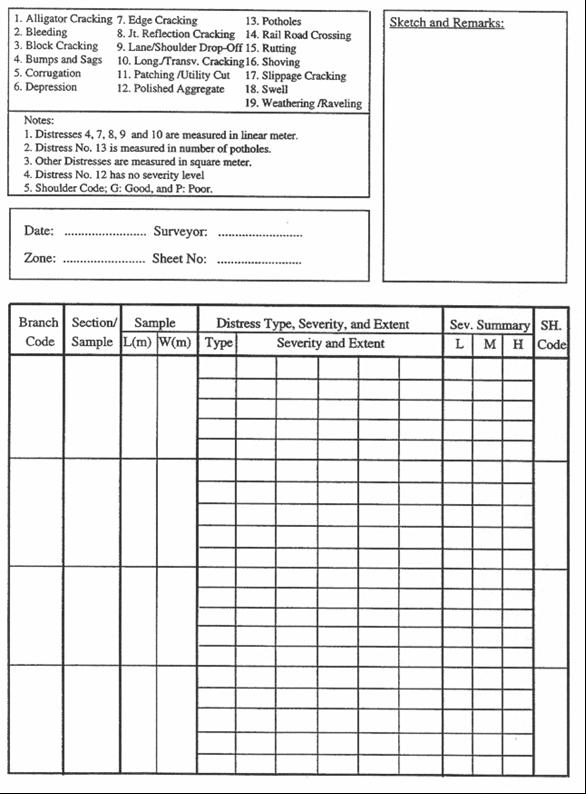 1. Alligator Cracking 7. Edge Cracking 13. Potholes
2. Bleeding 8. Jt. Reflection Cracking 14. Rail Road Crossing
3. Block Cracking 9. Lane/Shoulder Drop-Off 15. Rutting
4. Bumps and Sags 10. Long./Transv. Cracking 16. Shoving
5. Corrugation 11. Patching /Utility Cut 17. Slippage Cracking
6. Depression 12. Polished Aggregate 18. Swell
19. Weathering /Raveling
Notes:
1. Distresses 4, 7, 8, 9 and 10 are measured in linear meter.
2. Distress No. 13 is measured in number of potholes.
3. Other Distresses are measured in square meter.
4. Distress No. 12 has no severity level
5. Shoulder Code; G: Good, and P: Poor.
Sketch and Remarks:
Date: ........................ Surveyor: .........................
Zone: ........................ Sheet No: .........................
Branch Section/ Sample Distress Type, Severity, and Extent Sev. Summary SH.
Code Sample L(m) W(m) Type Severity and Extent L M H Code